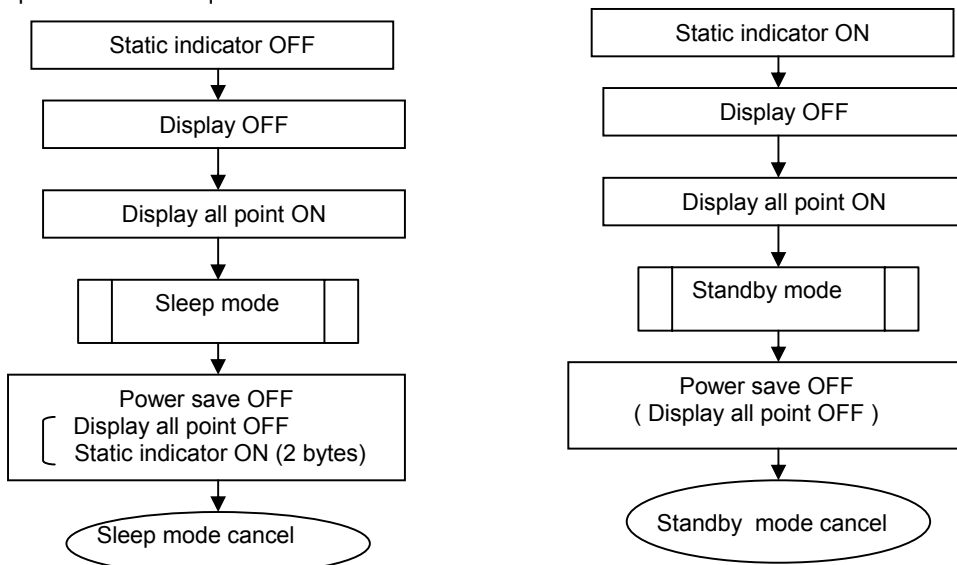 Static indicator OFF
Display OFF
Display all point ON
Sleep mode
Power save OFF
Display all point OFF
Static indicator ON (2 bytes)
Sleep mode cancel
Static indicator ON
Display OFF
Display all point ON
Standby mode
Power save OFF
( Display all point OFF )
Standby mode cancel